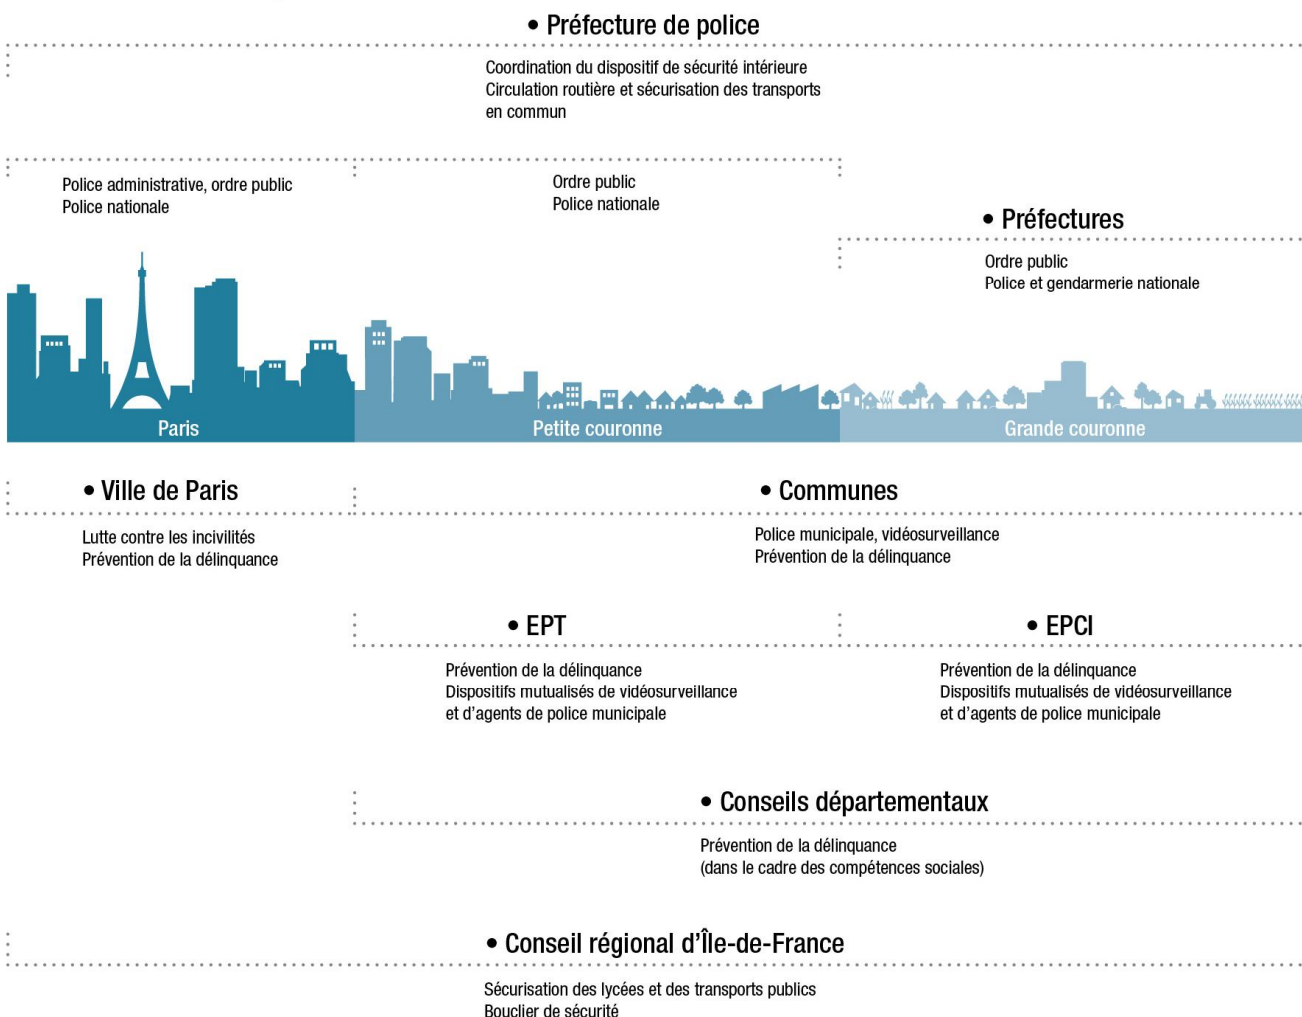 • Préfecture de police
Coordination du dispositif de sécurité intérieure
Circulation routière et sécurisation des transports
en commun
Police administrative, ordre public
Police nationale
Ordre public
Police nationale
• Préfectures
Ordre public
Police et gendarmerie nationale
Paris
Petite couronne
Grande couronne
• Ville de Paris
Lutte contre les incivilités
Prévention de la délinquance
• Communes
Police municipale, vidéosurveillance
Prévention de la délinquance
• EPT
Prévention de la délinquance
Dispositifs mutualisés de vidéosurveillance
et d'agents de police municipale
• EPCI
Prévention de la délinquance
Dispositifs mutualisés de vidéosurveillance
et d'agents de police municipale
• Conseils départementaux
Prévention de la délinquance
(dans le cadre des compétences sociales)
• Conseil régional d'Île-de-France
Sécurisation des lycées et des transports publics
Bouclier de sécurité